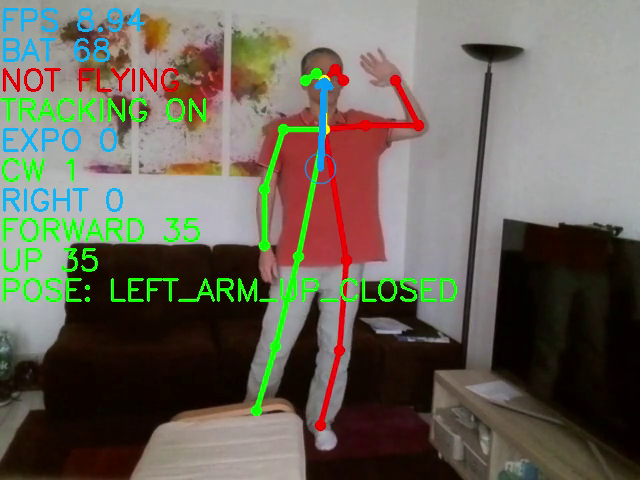 FPS 8.94
BAT 68
NOT FLYING
TRACKING ON
EXPO 0
CW 1
RIGHT 0
FORWARD 35
UP 35
POSE: LEFT_ARM_UP_CLOSED